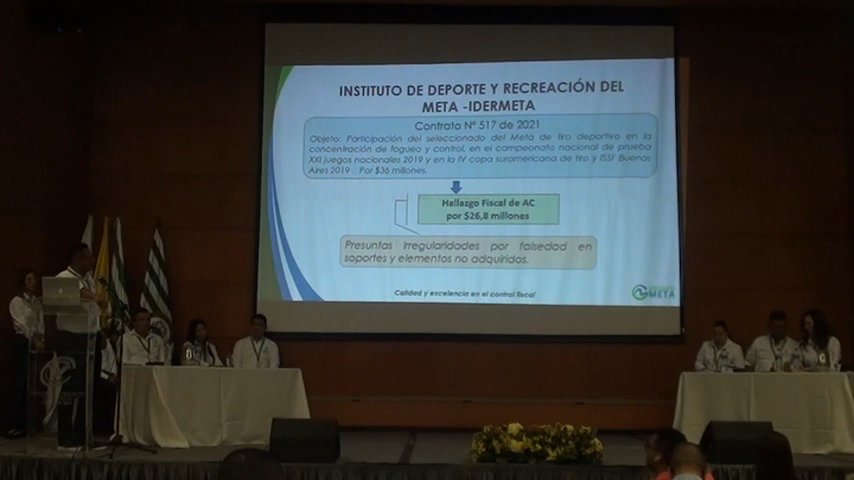 INSTITUTO DE DEPORTE Y RECREACIÓN DEL
META -IDERMETA
Contrato Nº 517 de 2021
Objeto: Participación del seleccionado del Meta de tiro deportivo en la
concentración de fogueo y control, en el campeonato nacional de prueba
XXI juegos nacionales 2019 y en la IV copa suramericana de tiro y ISSF Buenos
Aires 2019 . Por $36 millones.
Hallazgo Fiscal de AC
por $26,8 millones
Presuntas irregularidades por falsedad en
soportes y elementos no adquiridos.
Calidad y excelencia en el control fiscal
META